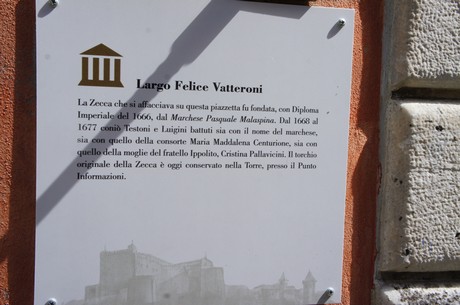 Largo Felice Vatteroni
La Zecca che si affacciava su questa piazzetta fu fondata, con Diploma
Imperiale del 1666, dal Marchese Pasquale Malaspina. Dal 1668 al
1677 coniò Testoni e Luigini battuti sia con il nome del marchese,
sia con quello della consorte Maria Maddalena Centurione, sia con
quello della moglie del fratello Ippolito, Cristina Pallavicini. Il torchio
originale della Zecca è oggi conservato nella Torre, presso il Punto
Informazioni.